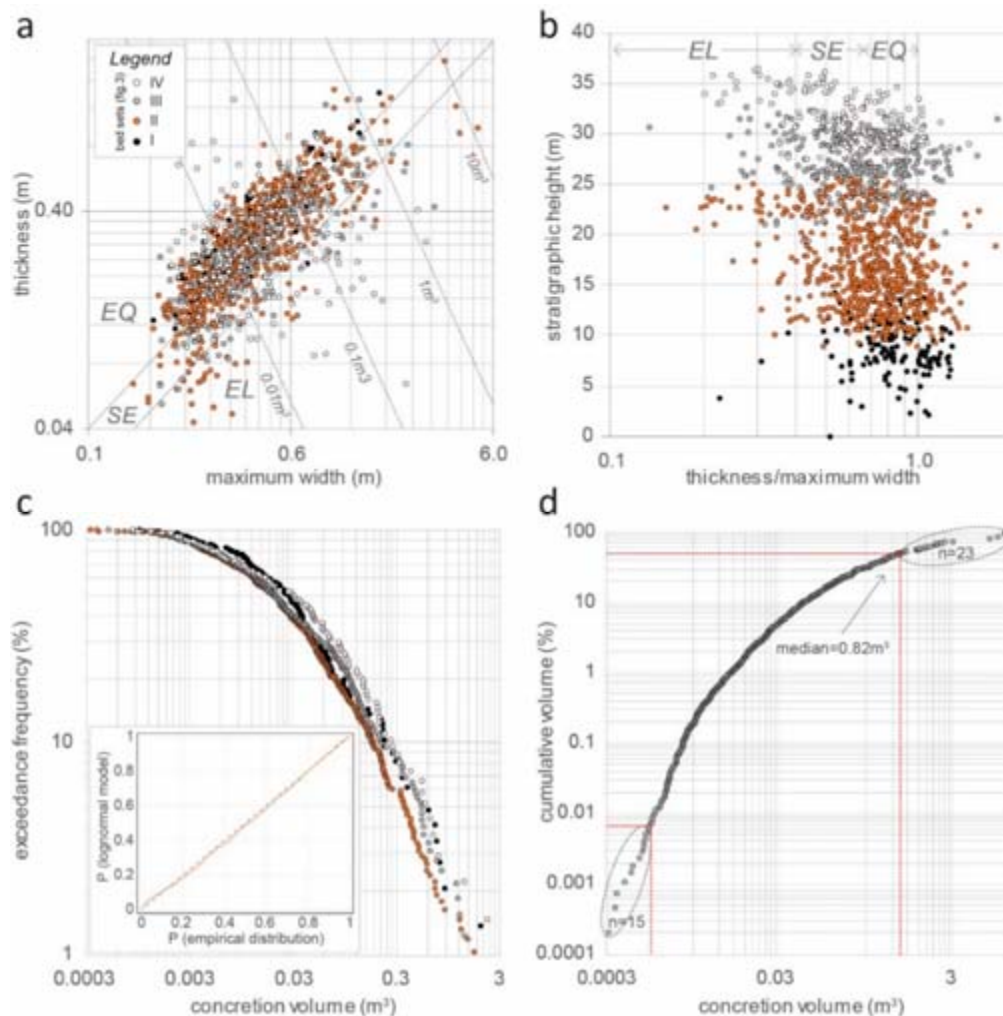 a
Legend
bed sets (fig.3)
IV
III
II
I
thickness (m)
0.40
0.04
EQ
SE
EL
0.01m³
0.1m3
1m³
10m³
0.1
0.6
6.0
maximum width (m)
b
EL
SE
EQ
stratigraphic height (m)
40
35
30
25
20
15
10
5
0
0.1
1.0
thickness/maximum width
c
exceedance frequency (%)
100
10
1
P (lognormal model)
1
0.8
0.6
0.4
0.2
0
0
0.2
0.4
0.6
0.8
1
P (empirical distribution)
0.0003
0.003
0.03
0.3
3
concretion volume (m³)
d
cumulative volume (%)
100
10
1
0.1
0.01
0.001
0.0001
n=23
median=0.82m³
n=15
0.0003
0.03
3
concretion volume (m³)